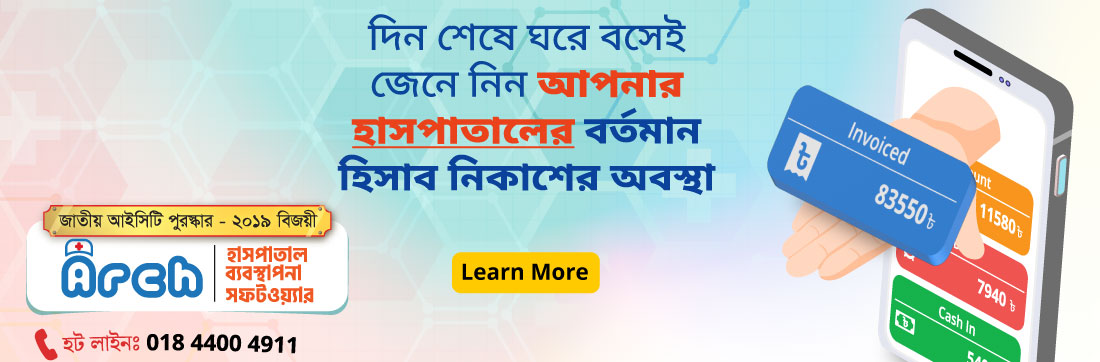 দিন শেষে ঘরে বসেই
জেনে নিন আপনার
হাসপাতালের বর্তমান
হিসাব নিকাশের অবস্থা
জাতীয় আইসিটি পুরস্কার - ২০১৯ বিজয়ী
Arch
হাসপাতাল
ব্যবস্থাপনা
সফটওয়্যার
Learn More
হট লাইনঃ 018 4400 4911
Invoiced
৳
83550৳
11580৳
7940 ৳
Cash In